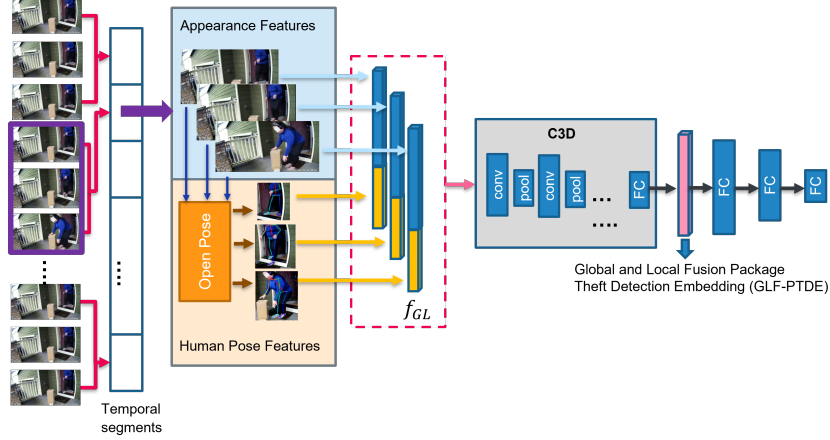 Appearance Features
Open Pose
Human Pose Features
Temporal
segments
f_GL
C3D
conv
pool
conv
pool
...
....
FC
FC
FC
FC
Global and Local Fusion Package
Theft Detection Embedding (GLF-PTDE)